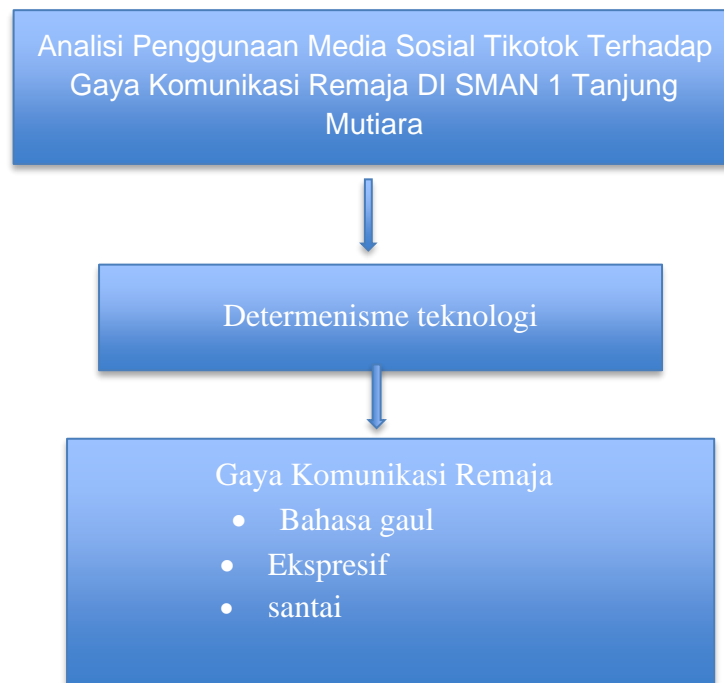 Analisi Penggunaan Media Sosial Tikotok Terhadap
Gaya Komunikasi Remaja DI SMAN 1 Tanjung
Mutiara
Determenisme teknologi
Gaya Komunikasi Remaja
• Bahasa gaul
• Ekspresif
• santai